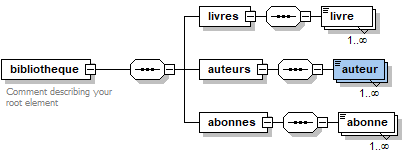 livres
livre
1..∞
bibliotheque
auteurs
auteur
Comment describing your
root element
1..∞
abonnes
abonne
1..∞